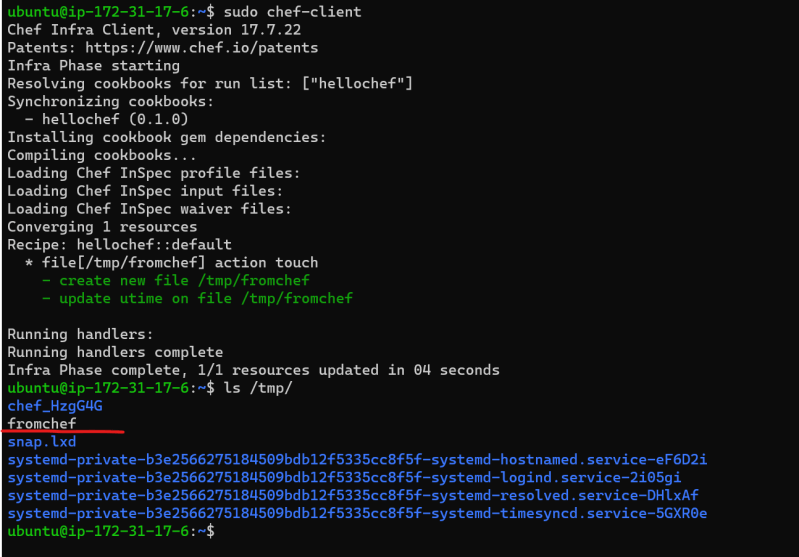 ubuntu@ip-172-31-17-6:~$ sudo chef-client
Chef Infra Client, version 17.7.22
Patents: https://www.chef.io/patents
Infra Phase starting
Resolving cookbooks for run list: ["hellochef"]
Synchronizing cookbooks:
  - hellochef (0.1.0)
Installing cookbook gem dependencies:
Compiling cookbooks...
Loading Chef InSpec profile files:
Loading Chef InSpec input files:
Loading Chef InSpec waiver files:
Converging 1 resources
Recipe: hellochef::default
  * file[/tmp/fromchef] action touch
    - create new file /tmp/fromchef
    - update utime on file /tmp/fromchef

Running handlers:
Running handlers complete
Infra Phase complete, 1/1 resources updated in 04 seconds
ubuntu@ip-172-31-17-6:~$ ls /tmp/
chef_HzgG4G
fromchef
snap.lxd
systemd-private-b3e2566275184509bdb12f5335cc8f5f-systemd-hostnamed.service-eF6D2i
systemd-private-b3e2566275184509bdb12f5335cc8f5f-systemd-logind.service-2i05gi
systemd-private-b3e2566275184509bdb12f5335cc8f5f-systemd-resolved.service-DHlxAf
systemd-private-b3e2566275184509bdb12f5335cc8f5f-systemd-timesyncd.service-5GXR0e
ubuntu@ip-172-31-17-6:~$